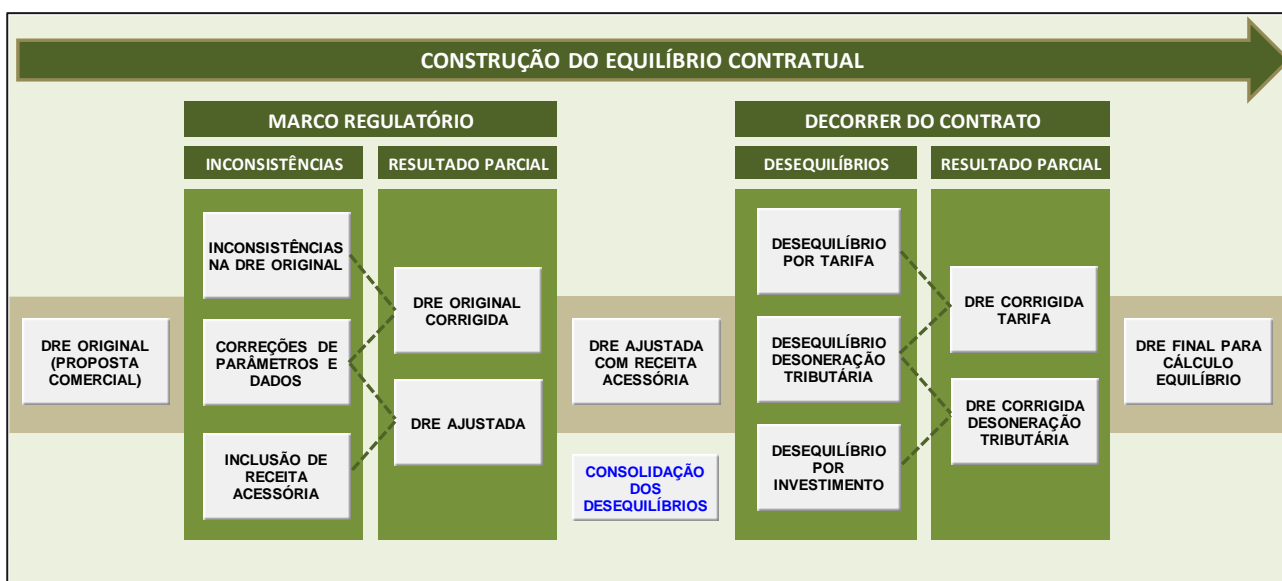 CONSTRUÇÃO DO EQUILÍBRIO CONTRATUAL
MARCO REGULATÓRIO
DECORRER DO CONTRATO
INCONSISTÊNCIAS
RESULTADO PARCIAL
DESEQUILÍBRIOS
RESULTADO PARCIAL
DRE ORIGINAL
(PROPOSTA
COMERCIAL)
INCONSISTÊNCIAS
NA DRE ORIGINAL
CORREÇÕES DE
PARÂMETROS E
DADOS
INCLUSÃO DE
RECEITA
ACESSÓRIA
DRE ORIGINAL
CORRIGIDA
DRE AJUSTADA
DRE AJUSTADA
COM RECEITA
ACESSÓRIA
CONSOLIDAÇÃO
DOS
DESEQUILÍBRIOS
DESEQUILÍBRIO
POR TARIFA
DESEQUILÍBRIO
DESONERAÇÃO
TRIBUTÁRIA
DESEQUILÍBRIO
POR
INVESTIMENTO
DRE CORRIGIDA
TARIFA
DRE CORRIGIDA
DESONERAÇÃO
TRIBUTÁRIA
DRE FINAL PARA
CÁLCULO
EQUILÍBRIO